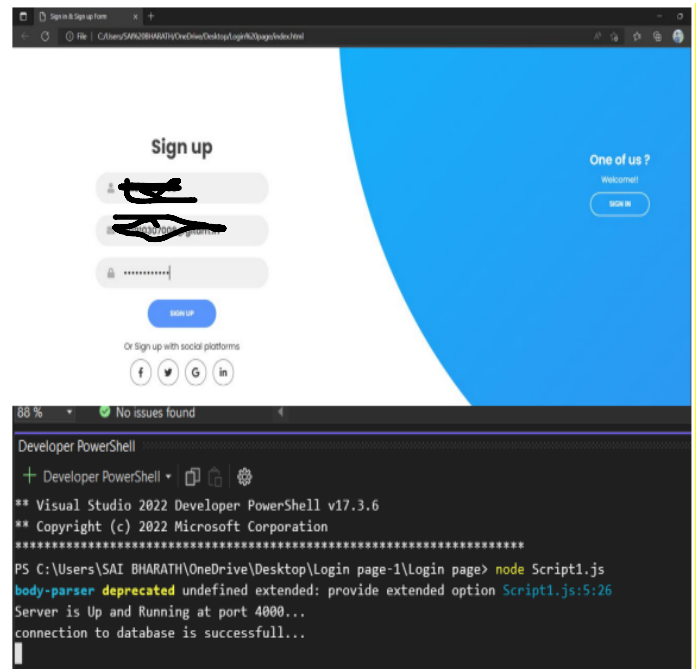 Sign in & Sign up Form
File | C:/Users/SAI%20BHARATH/OneDrive/Desktop/Login%20page/index.html
Sign up
SIGN UP
Or Sign up with social platforms
f G in
One of us ?
Welcome!!
SIGN IN
88 % No issues found
Developer PowerShell
+ Developer PowerShell
** Visual Studio 2022 Developer PowerShell v17.3.6
** Copyright (c) 2022 Microsoft Corporation
**********************************************************************
PS C:\Users\SAI BHARATH\OneDrive\Desktop\Login page-1\Login page> node Script1.js
body-parser deprecated undefined extended: provide extended option Script1.js:5:26
Server is Up and Running at port 4000...
connection to database is successfull...